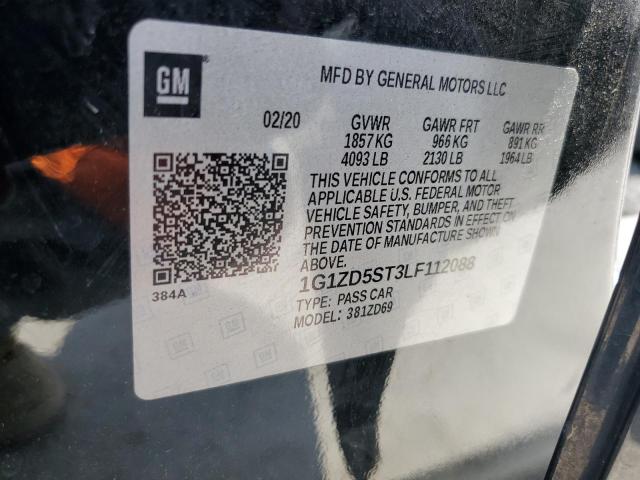 GM
MFD BY GENERAL MOTORS LLC
02/20 GVWR GAWR FRT GAWR RR
1857 KG 966 KG 891 KG
4093 LB 2130 LB 1964 LB
THIS VEHICLE CONFORMS TO ALL
APPLICABLE U.S. FEDERAL MOTOR
VEHICLE SAFETY, BUMPER, AND THEFT
PREVENTION STANDARDS IN EFFECT ON
THE DATE OF MANUFACTURE SHOWN
ABOVE.
384A
1G1ZD5ST3LF112088
TYPE: PASS CAR
MODEL: 381ZD69